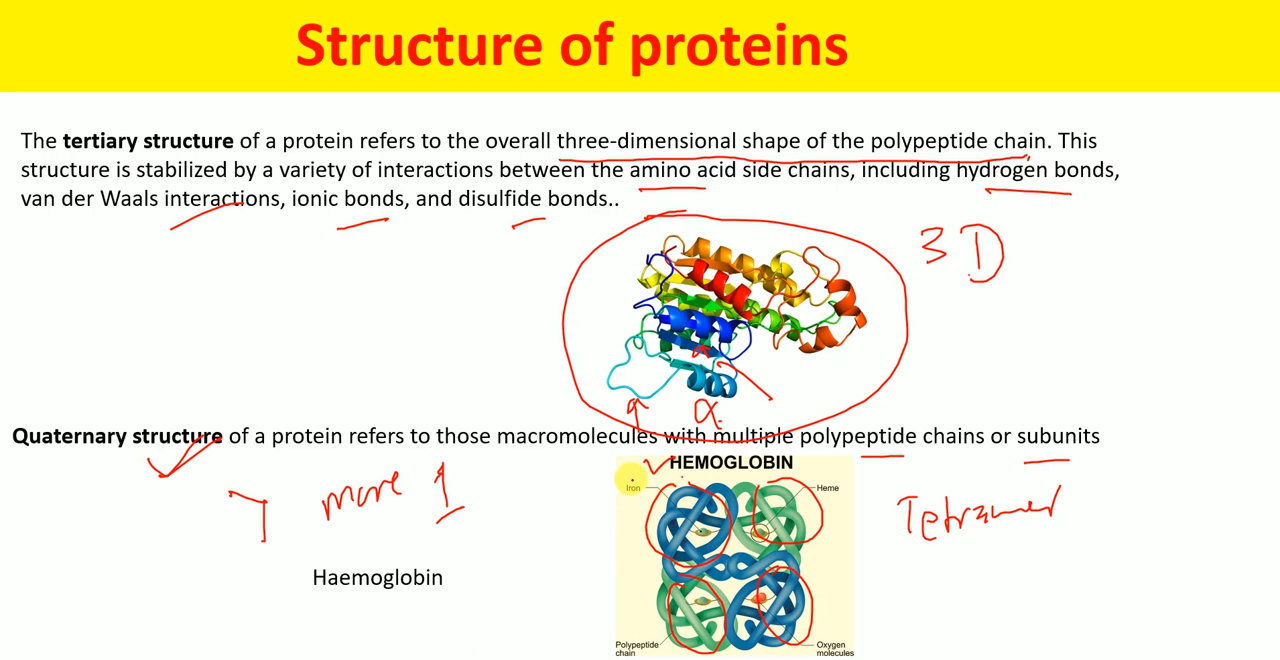 Structure of proteins
The tertiary structure of a protein refers to the overall three-dimensional shape of the polypeptide chain. This
structure is stabilized by a variety of interactions between the amino acid side chains, including hydrogen bonds,
van der Waals interactions, ionic bonds, and disulfide bonds..
3 D
α
Quaternary structure of a protein refers to those macromolecules with multiple polypeptide chains or subunits
HEMOGLOBIN
Iron
Heme
more 1
Tetramer
Haemoglobin
Polypeptide
chain
Oxygen
molecules